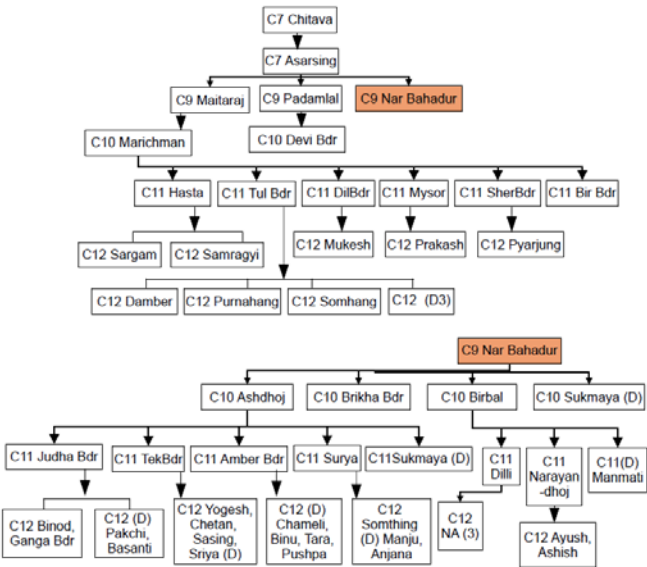 C7 Chitava
C7 Asarsing
C9 Maitaraj
C9 Padamlal
C9 Nar Bahadur
C10 Marichman
C10 Devi Bdr
C11 Hasta
C11 Tul Bdr
C11 DilBdr
C11 Mysor
C11 SherBdr
C11 Bir Bdr
C12 Sargam
C12 Samragyi
C12 Mukesh
C12 Prakash
C12 Pyarjung
C12 Damber
C12 Purnahang
C12 Somhang
C12 (D3)
C9 Nar Bahadur
C10 Ashdhoj
C10 Brikha Bdr
C10 Birbal
C10 Sukmaya (D)
C11 Judha Bdr
C11 TekBdr
C11 Amber Bdr
C11 Surya
C11Sukmaya (D)
C11
Dilli
C11
Narayan
-dhoj
C11(D)
Manmati
C12 Binod,
Ganga Bdr
C12 (D)
Pakchi,
Basanti
C12 Yogesh,
Chetan,
Sasing,
Sriya (D)
C12 (D)
Chameli,
Binu, Tara,
Pushpa
C12
Somthing
(D) Manju,
Anjana
C12
NA (3)
C12 Ayush,
Ashish